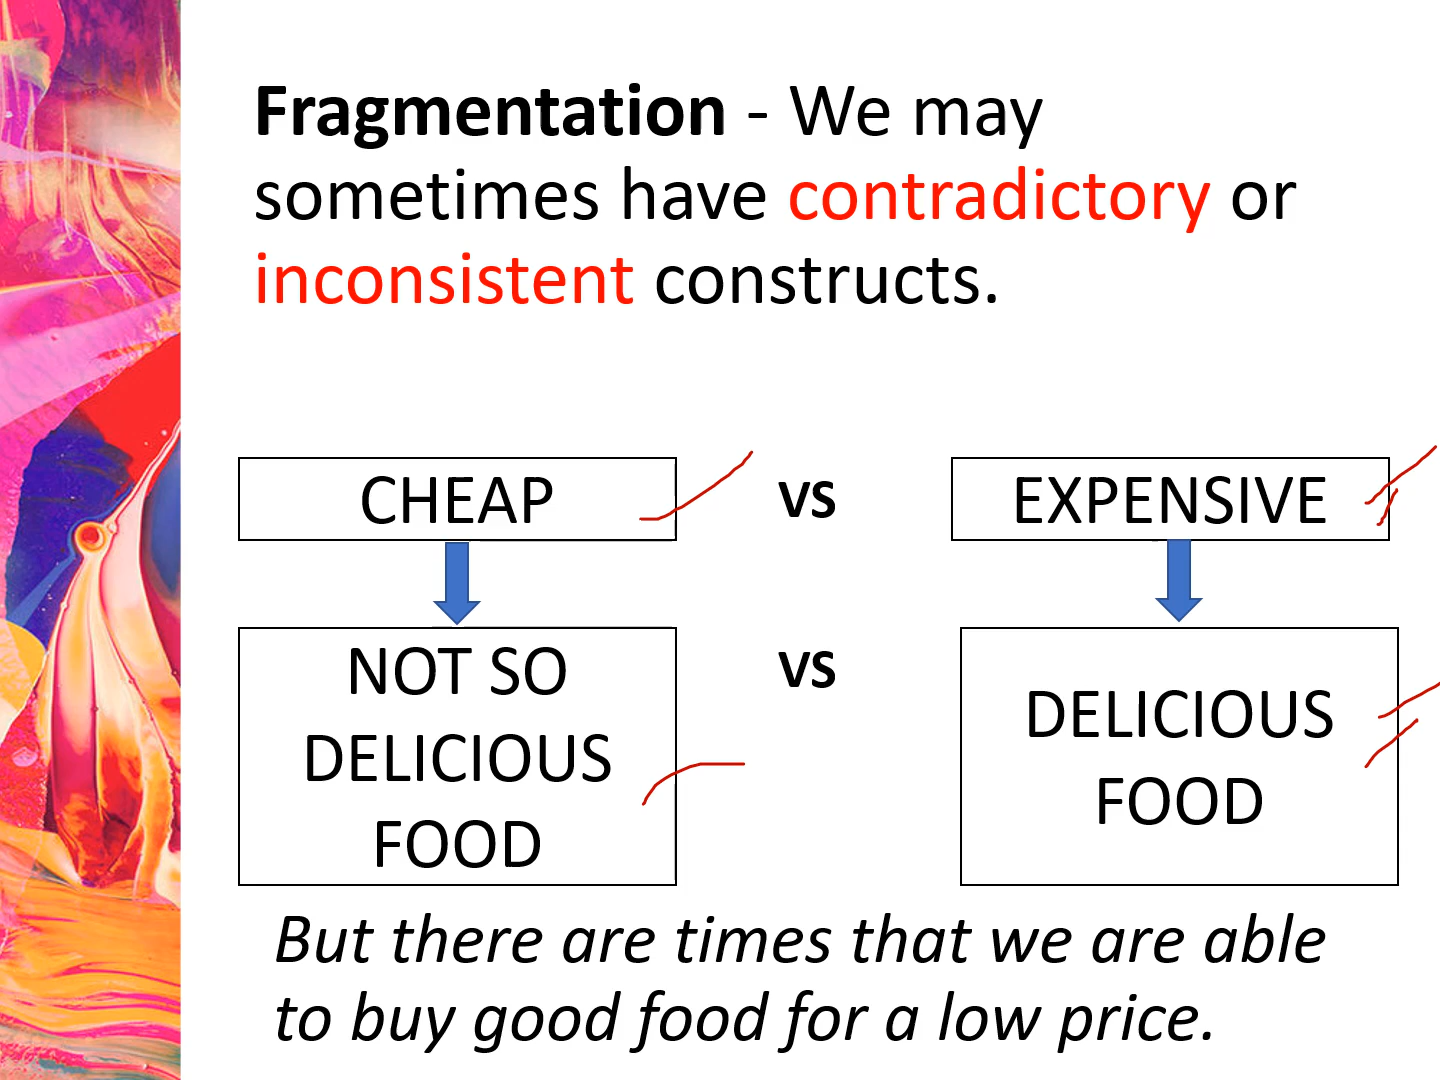 Fragmentation - We may
sometimes have contradictory or
inconsistent constructs.
CHEAP VS EXPENSIVE
NOT SO
DELICIOUS
FOOD
VS
DELICIOUS
FOOD
But there are times that we are able
to buy good food for a low price.